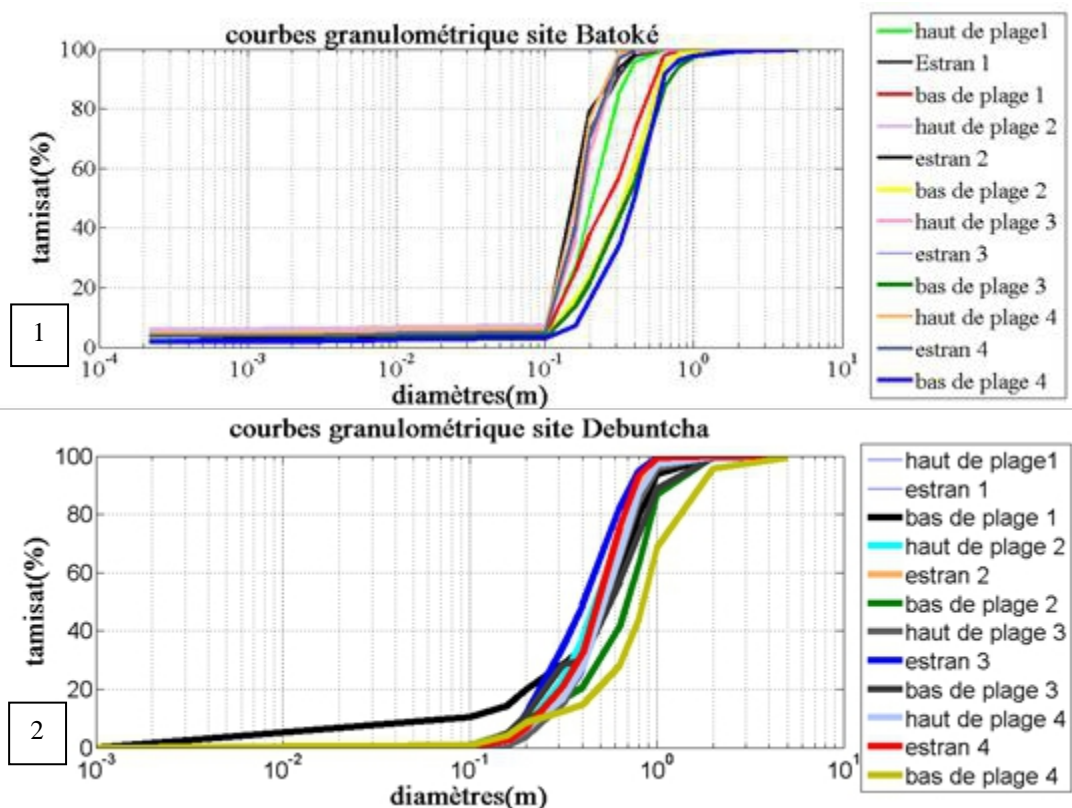 courbes granulométrique site Batoké
100
80
60
40
20
0
tamisat(%)
10-4
10-3
10-2
10-1
100
101
diamètres(m)
1
haut de plage1
Estran 1
bas de plage 1
haut de plage 2
estran 2
bas de plage 2
haut de plage 3
estran 3
bas de plage 3
haut de plage 4
estran 4
bas de plage 4
courbes granulométrique site Debuntcha
100
80
60
40
20
0
tamisat(%)
10-3
10-2
10-1
100
101
diamètres(m)
2
haut de plage1
estran 1
bas de plage 1
haut de plage 2
estran 2
bas de plage 2
haut de plage 3
estran 3
bas de plage 3
haut de plage 4
estran 4
bas de plage 4